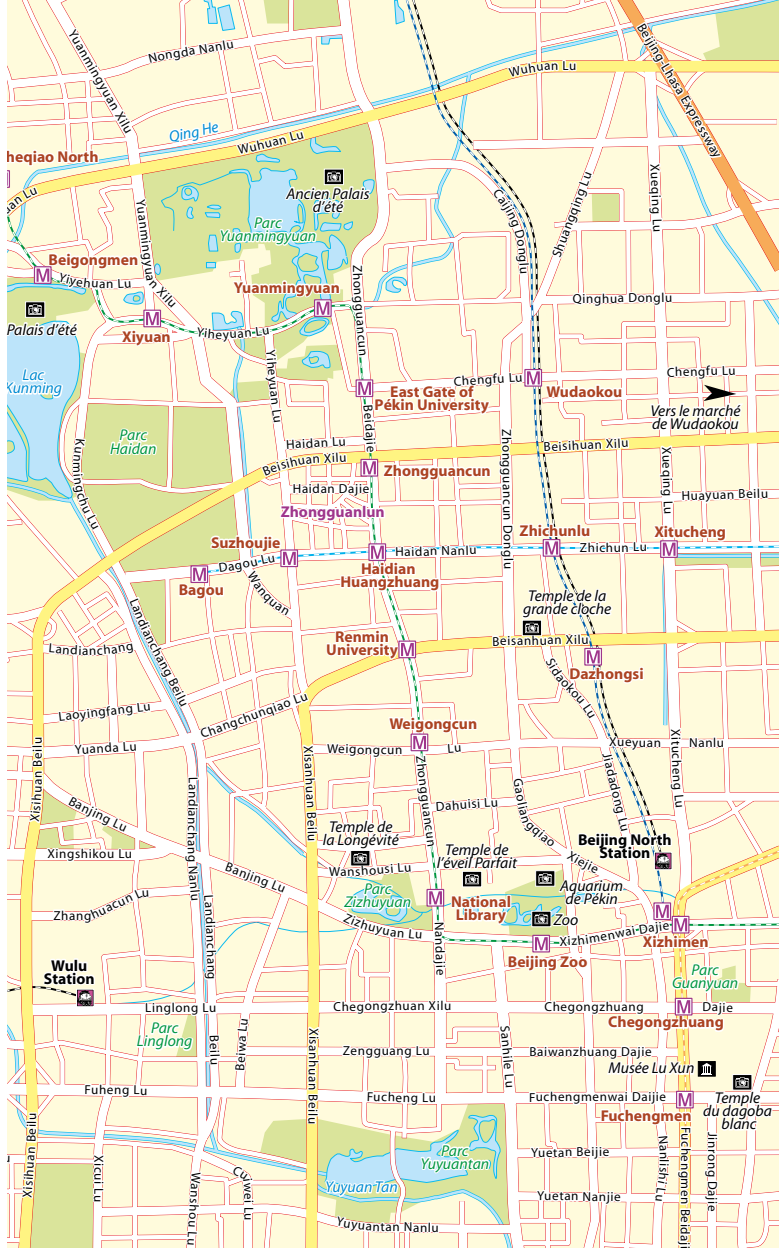 Yuanmingyuan Xilu
Nongda Nanlu
Beijing Lhasa Expressway
Wuhuan Lu
Qing He
Wuhuan Lu
heqiao North
uan Lu
Ancien Palais
d'été
Xueqing Lu
Shuangqing Lu
Caijing Donglu
Yuanmingyuan Xilu
Parc
Yuanmingyuan
Beigongmen
Yiyehuan Lu
Yuanmingyuan
Zhongguancun
Qinghua Donglu
Palais d'été
Xiyuan
Yiheyuan Lu
Yiheyuan Lu
Lac
Kunming
Chengfu Lu
Chengfu Lu
East Gate of
Pékin University
Wudaokou
Vers le marché
de Wudaokou
Beidajie
Parc
Haidan
Kunmingchu Lu
Haidan Lu
Beisihuan Xilu
Beisihuan Xilu
Zhongguancun
Zhongguancun Donglu
Xueqing Lu
Haidan Dajie
Huayuan Beilu
Zhongguanlun
Suzhoujie
Zhichunlu
Xitucheng
Dagou Lu
Haidan Nanlu
Zhichun Lu
Bagou
Wanquan
Haidian
Huangzhuang
Temple de la
grande cloche
Landianchang Beilu
Renmin
University
Beisanhuan Xilu
Landianchang
Dazhongsi
Sidaokou Lu
Laoyingfang Lu
Changchunqiao Lu
Weigongcun
Yuanda Lu
Weigongcun
Lu
Xueyuan
Nanlu
Xisihuan Beilu
Xisanhuan Beilu
Zhongguancun
Jiadadong Lu
Xitucheng Lu
Landianchang Nanlu
Gaoliangqiao
Banjing Lu
Dahuisi Lu
Temple de
la Longévité
Beijing North
Station
Xingshikou Lu
Temple de
l'éveil Parfait
Xiejie
Banjing Lu
Wanshousi Lu
Aquarium
de Pékin
Parc
Zizhuyuan
National
Library
Zoo
Zhanghuacun Lu
Landianchang
Zizhuyuan Lu
Nandajie
Xizhimenwai Dajie
Xizhimen
Beijing Zoo
Wulu
Station
Parc
Guanyuan
Linglong Lu
Chegongzhuan Xilu
Chegongzhuang
Dajie
Chegongzhuang
Parc
Linglong
Beilu
Beiwa Lu
Xisanhuan Beilu
Zengguang Lu
Sanhile Lu
Baiwanzhuang Dajie
Musée Lu Xun
Fuheng Lu
Fucheng Lu
Fuchengmenwai Daijie
Fuchengmen
Temple
du dagoba
blanc
Xisihuan Beilu
Xicui Lu
Wanshou Lu
Cuiwei Lu
Parc
Yuyuantan
Yuyuan Tan
Yuetan Beijie
Nanlishi Lu
Fuchengmen Beidajie
Jinrong Dajie
Yuetan Nanjie
Yuyuantan Nanlu